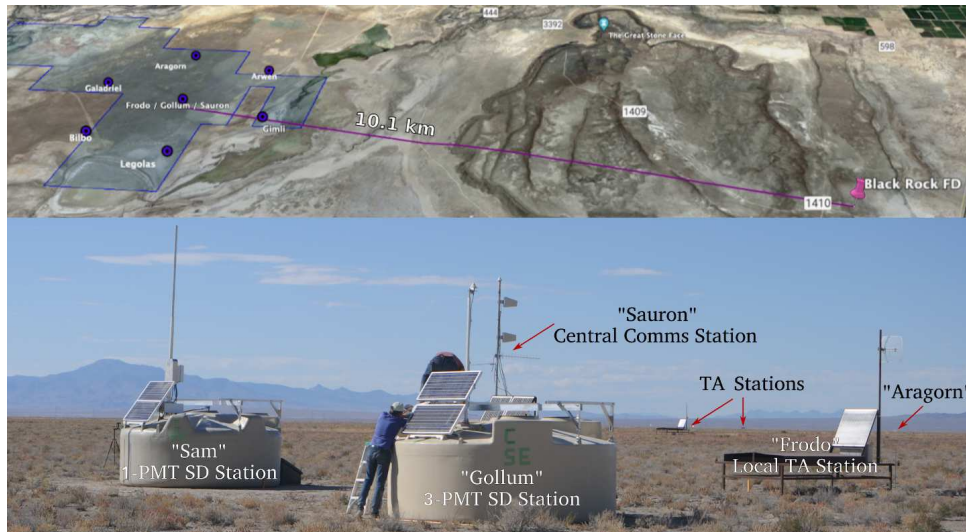 444
3392
The Great Stone Face
598
Aragorn
Arwen
Galadriel
Frodo / Gollum / Sauron
Gimli
1409
10.1 km
Bilbo
Legolas
Black Rock FD
1410
"Sauron"
Central Comms Station
TA Stations
"Aragorn"
"Sam"
1-PMT SD Station
"Gollum"
3-PMT SD Station
"Frodo"
Local TA Station
C
SE